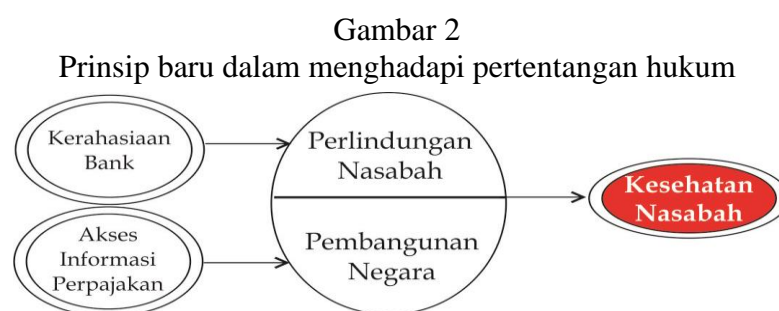 Gambar 2
Prinsip baru dalam menghadapi pertentangan hukum
Kerahasiaan
Bank
Akses
Informasi
Perpajakan
Perlindungan
Nasabah
Pembangunan
Negara
Kesehatan
Nasabah